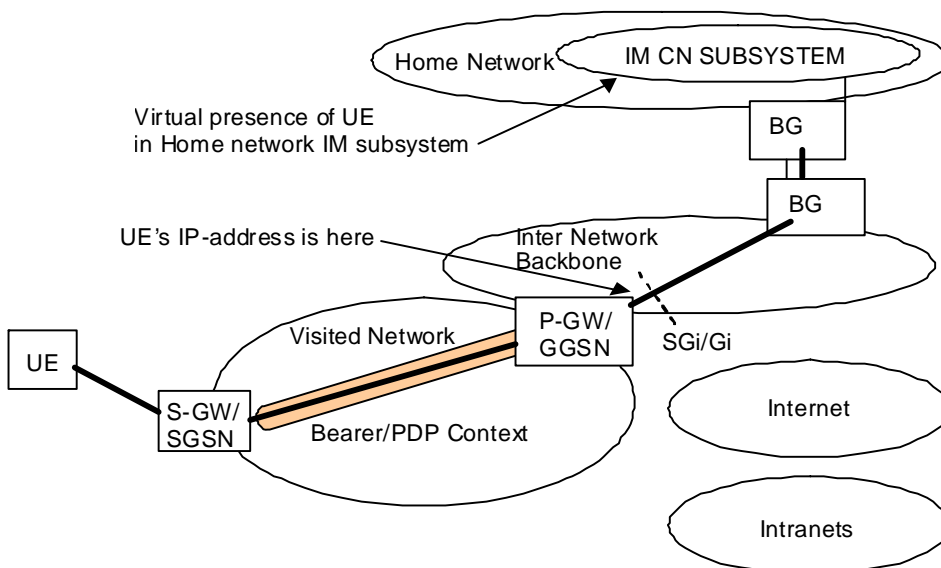 Home Network
IM CN SUBSYSTEM
Virtual presence of UE
in Home network IM subsystem
BG
BG
UE's IP-address is here
Inter Network
Backbone
Visited Network
P-GW/
GGSN
SGi/Gi
UE
S-GW/
SGSN
Bearer/PDP Context
Internet
Intranets